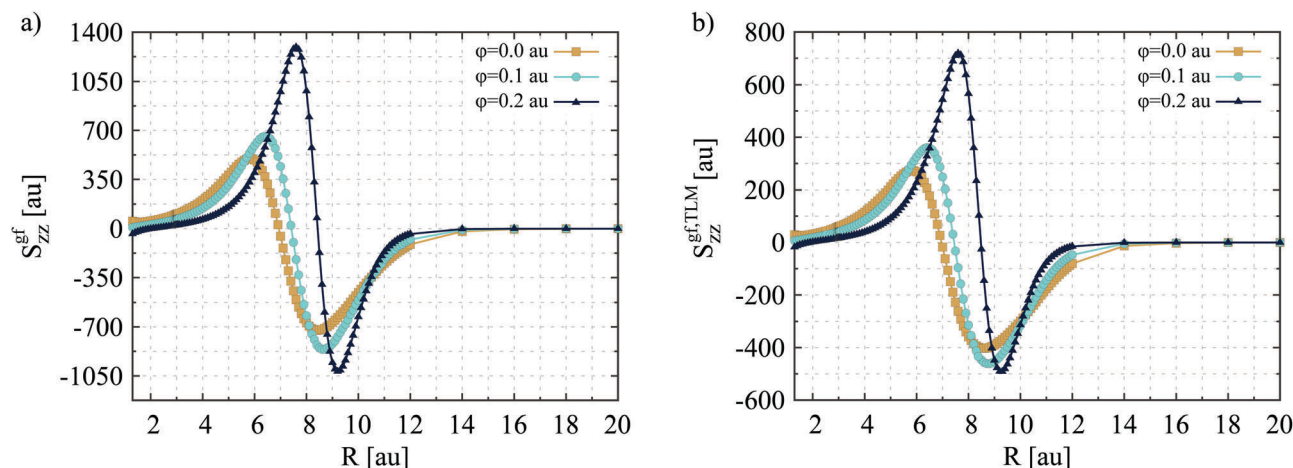 a)
1400
1050
700
350
0
-350
-700
-1050
S_zz^gf [au]
φ=0.0 au
φ=0.1 au
φ=0.2 au
2 4 6 8 10 12 14 16 18 20
R [au]
b)
800
600
400
200
0
-200
-400
-600
S_zz^gf,TLM [au]
φ=0.0 au
φ=0.1 au
φ=0.2 au
2 4 6 8 10 12 14 16 18 20
R [au]